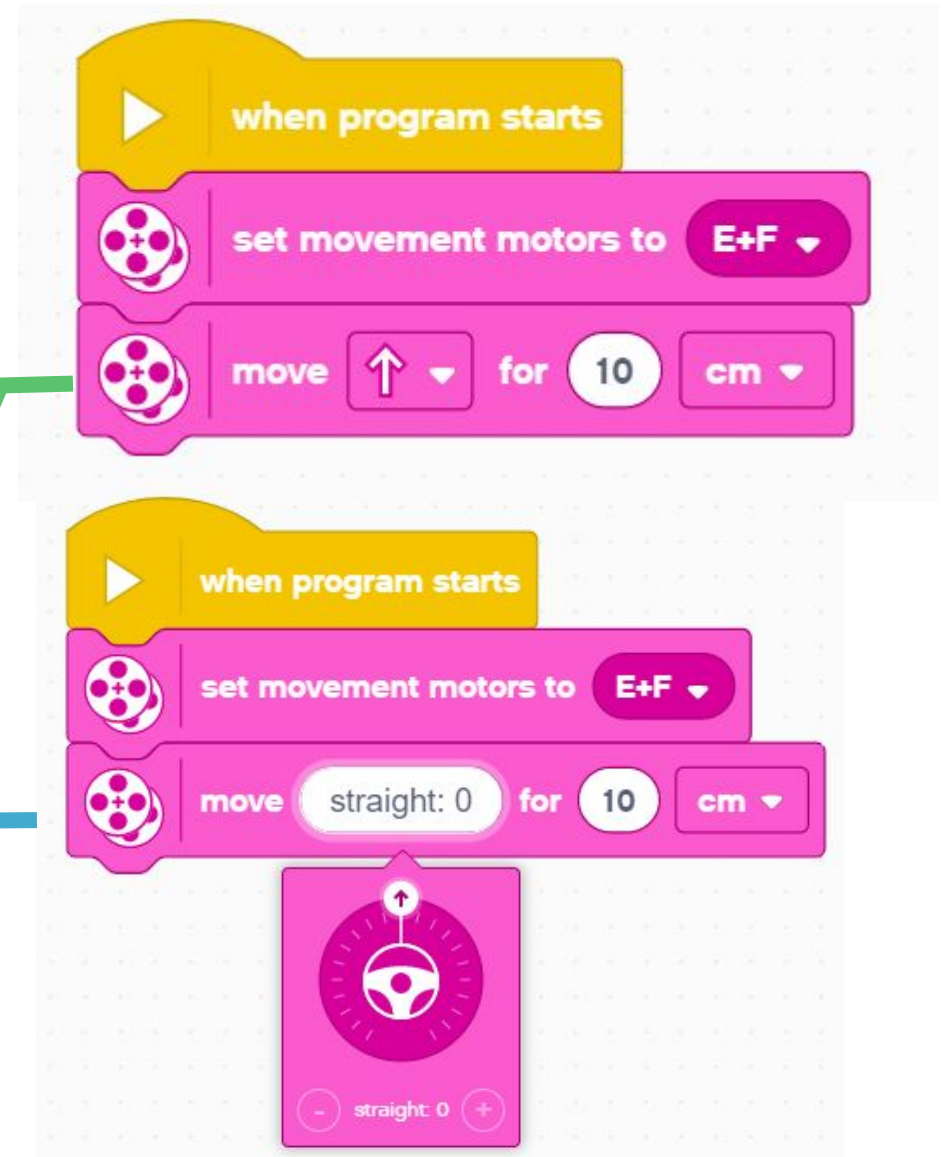 when program starts
set movement motors to E+F
move for 10 cm
when program starts
set movement motors to E+F
move straight: 0 for 10 cm
- straight: 0 +